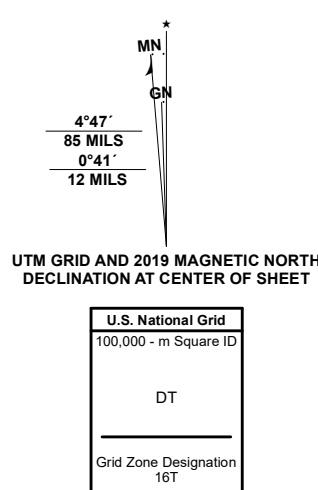 ★
MN
GN
4°47´
85 MILS
0°41´
12 MILS
UTM GRID AND 2019 MAGNETIC NORTH
DECLINATION AT CENTER OF SHEET
U.S. National Grid
100,000 - m Square ID
DT
Grid Zone Designation
16T